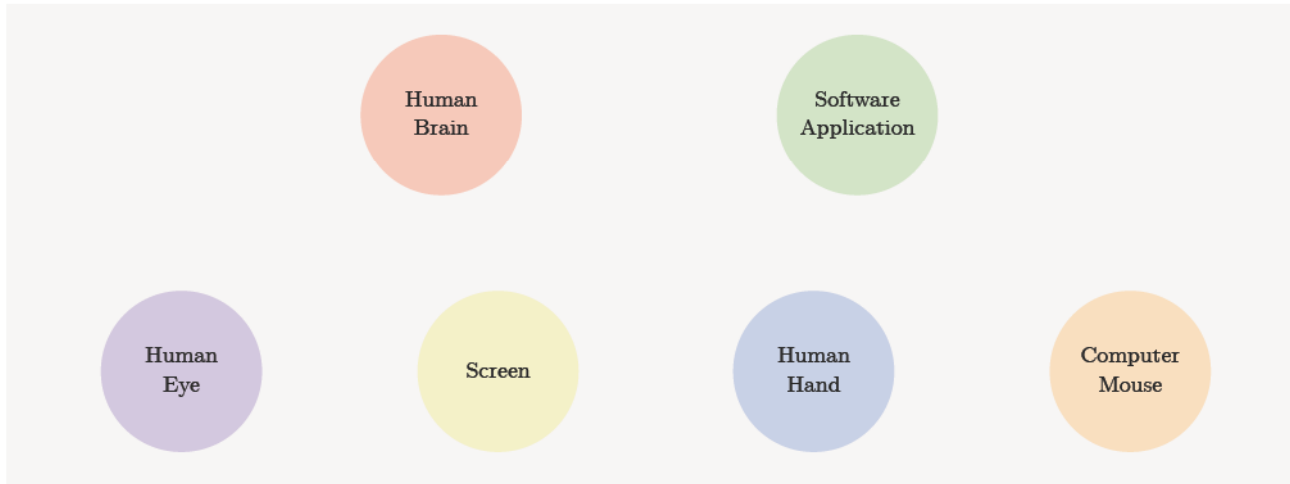 Human
Brain
Software
Application
Human
Eye
Screen
Human
Hand
Computer
Mouse